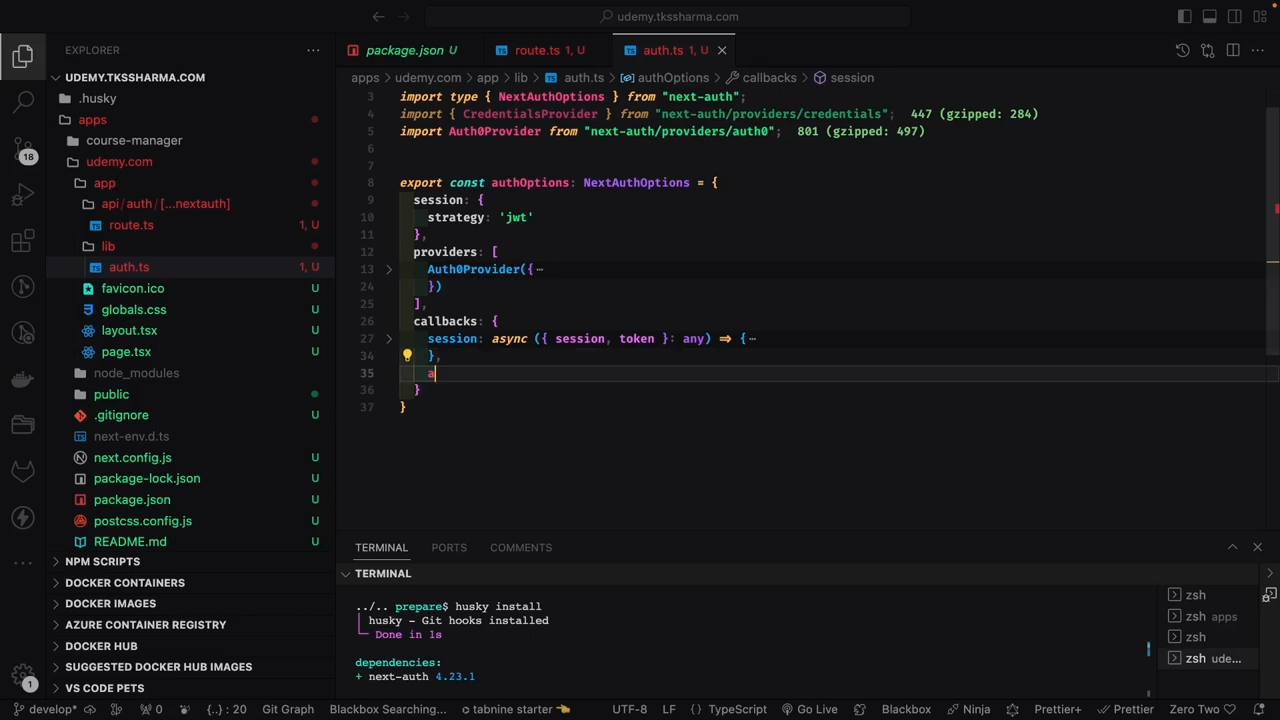 udemy.tkssharma.com
EXPLORER
package.json U
route.ts 1, U
auth.ts 1, U
UDEMY.TKSSHARMA.COM
apps > udemy.com > app > lib > auth.ts > authOptions > callbacks > session
.husky
apps
course-manager
udemy.com
app
api/auth/[...nextauth]
route.ts 1, U
lib
auth.ts 1, U
favicon.ico U
globals.css U
layout.tsx U
page.tsx U
node_modules
public
.gitignore U
next-env.d.ts
next.config.js U
package-lock.json U
package.json U
postcss.config.js U
README.md U
NPM SCRIPTS
DOCKER CONTAINERS
DOCKER IMAGES
AZURE CONTAINER REGISTRY
DOCKER HUB
SUGGESTED DOCKER HUB IMAGES
VS CODE PETS
18
1
3 import type { NextAuthOptions } from "next-auth";
4 import { CredentialsProvider } from "next-auth/providers/credentials"; 447 (gzipped: 284)
5 import Auth0Provider from "next-auth/providers/auth0"; 801 (gzipped: 497)
6
7
8 export const authOptions: NextAuthOptions = {
9 session: {
10 strategy: 'jwt'
11 },
12 providers: [
13 Auth0Provider({ ⋯
24 })
25 ],
26 callbacks: {
27 session: async ({ session, token }: any) ⇒ { ⋯
34 },
35 a
36 }
37 }
TERMINAL PORTS COMMENTS
TERMINAL
../.. prepare$ husky install
husky - Git hooks installed
Done in 1s
dependencies:
+ next-auth 4.23.1
zsh
zsh apps
zsh
zsh ude...
develop* 0 {..} : 20 Git Graph Blackbox Searching... tabnine starter UTF-8 LF {} TypeScript Go Live Blackbox Ninja Prettier+ Prettier Zero Two